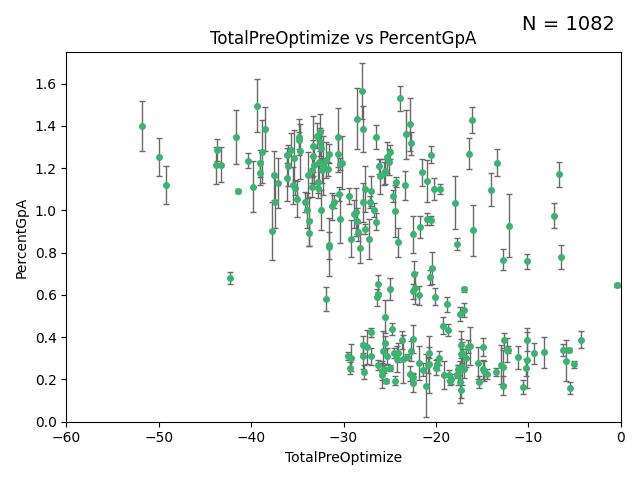 N = 1082
TotalPreOptimize vs PercentGpA
1.6
1.4
1.2
1.0
0.8
0.6
0.4
0.2
0.0
PercentGpA
−60 −50 −40 −30 −20 −10 0
TotalPreOptimize